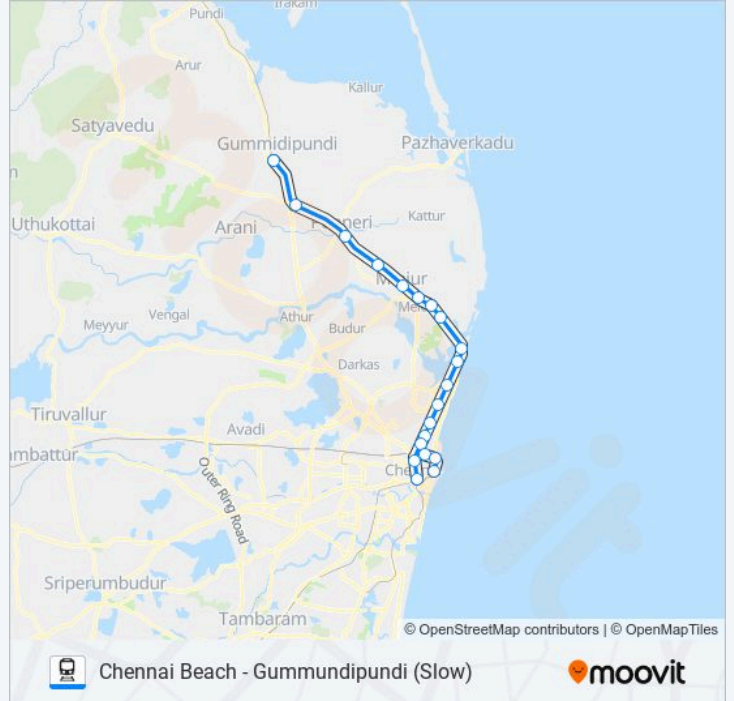 Pundi
Irakam
Arur
Kallur
Satyavedu
Gummidipundi
Pazhaverkadu
Uthukottai
Arani
Kattur
Vengal
Athur
Meyyur
Budur
Darkas
Tiruvallur
Avadi
Outer Ring Road
Sriperumbudur
Tambaram
© OpenStreetMap contributors | © OpenMapTiles
Chennai Beach - Gummundipundi (Slow)
moovit